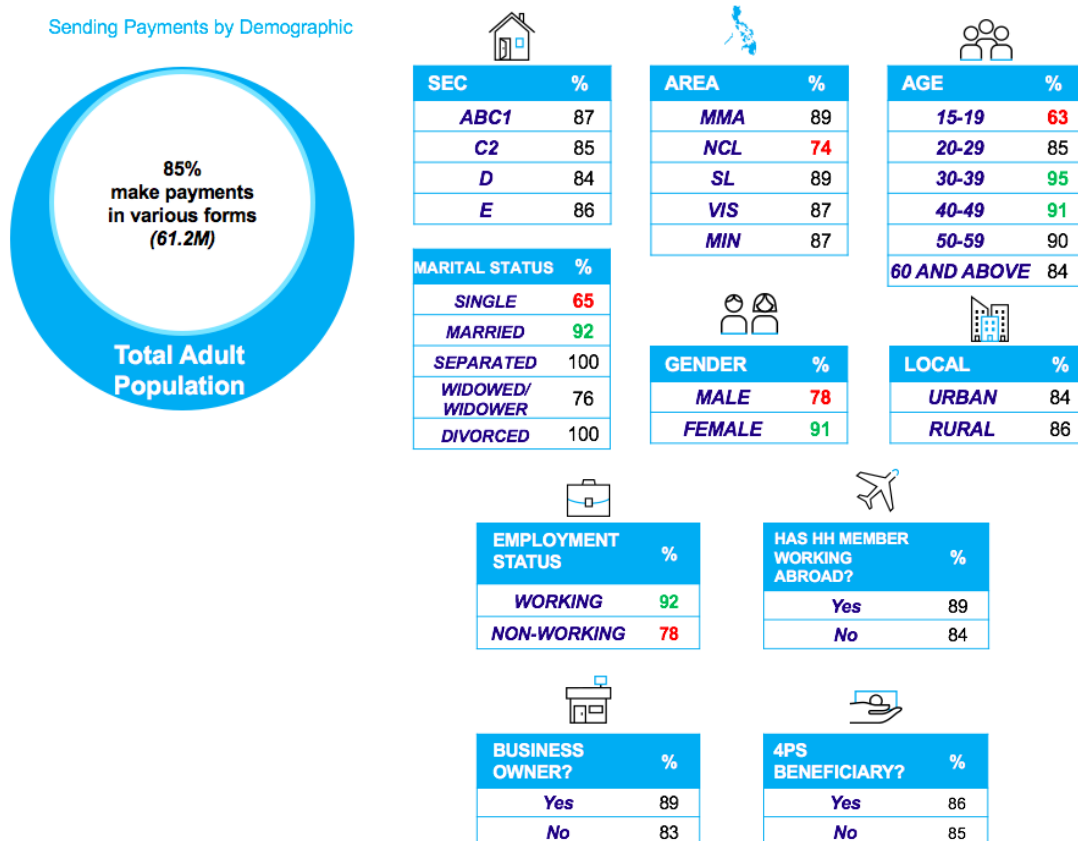 Sending Payments by Demographic
85%
make payments
in various forms
(61.2M)
Total Adult
Population
SEC %
ABC1 87
C2 85
D 84
E 86
AREA %
MMA 89
NCL 74
SL 89
VIS 87
MIN 87
AGE %
15-19 63
20-29 85
30-39 95
40-49 91
50-59 90
60 AND ABOVE 84
MARITAL STATUS %
SINGLE 65
MARRIED 92
SEPARATED 100
WIDOWED/
WIDOWER 76
DIVORCED 100
GENDER %
MALE 78
FEMALE 91
LOCAL %
URBAN 84
RURAL 86
EMPLOYMENT
STATUS %
WORKING 92
NON-WORKING 78
HAS HH MEMBER
WORKING %
ABROAD?
Yes 89
No 84
BUSINESS
OWNER? %
Yes 89
No 83
4PS
BENEFICIARY? %
Yes 86
No 85